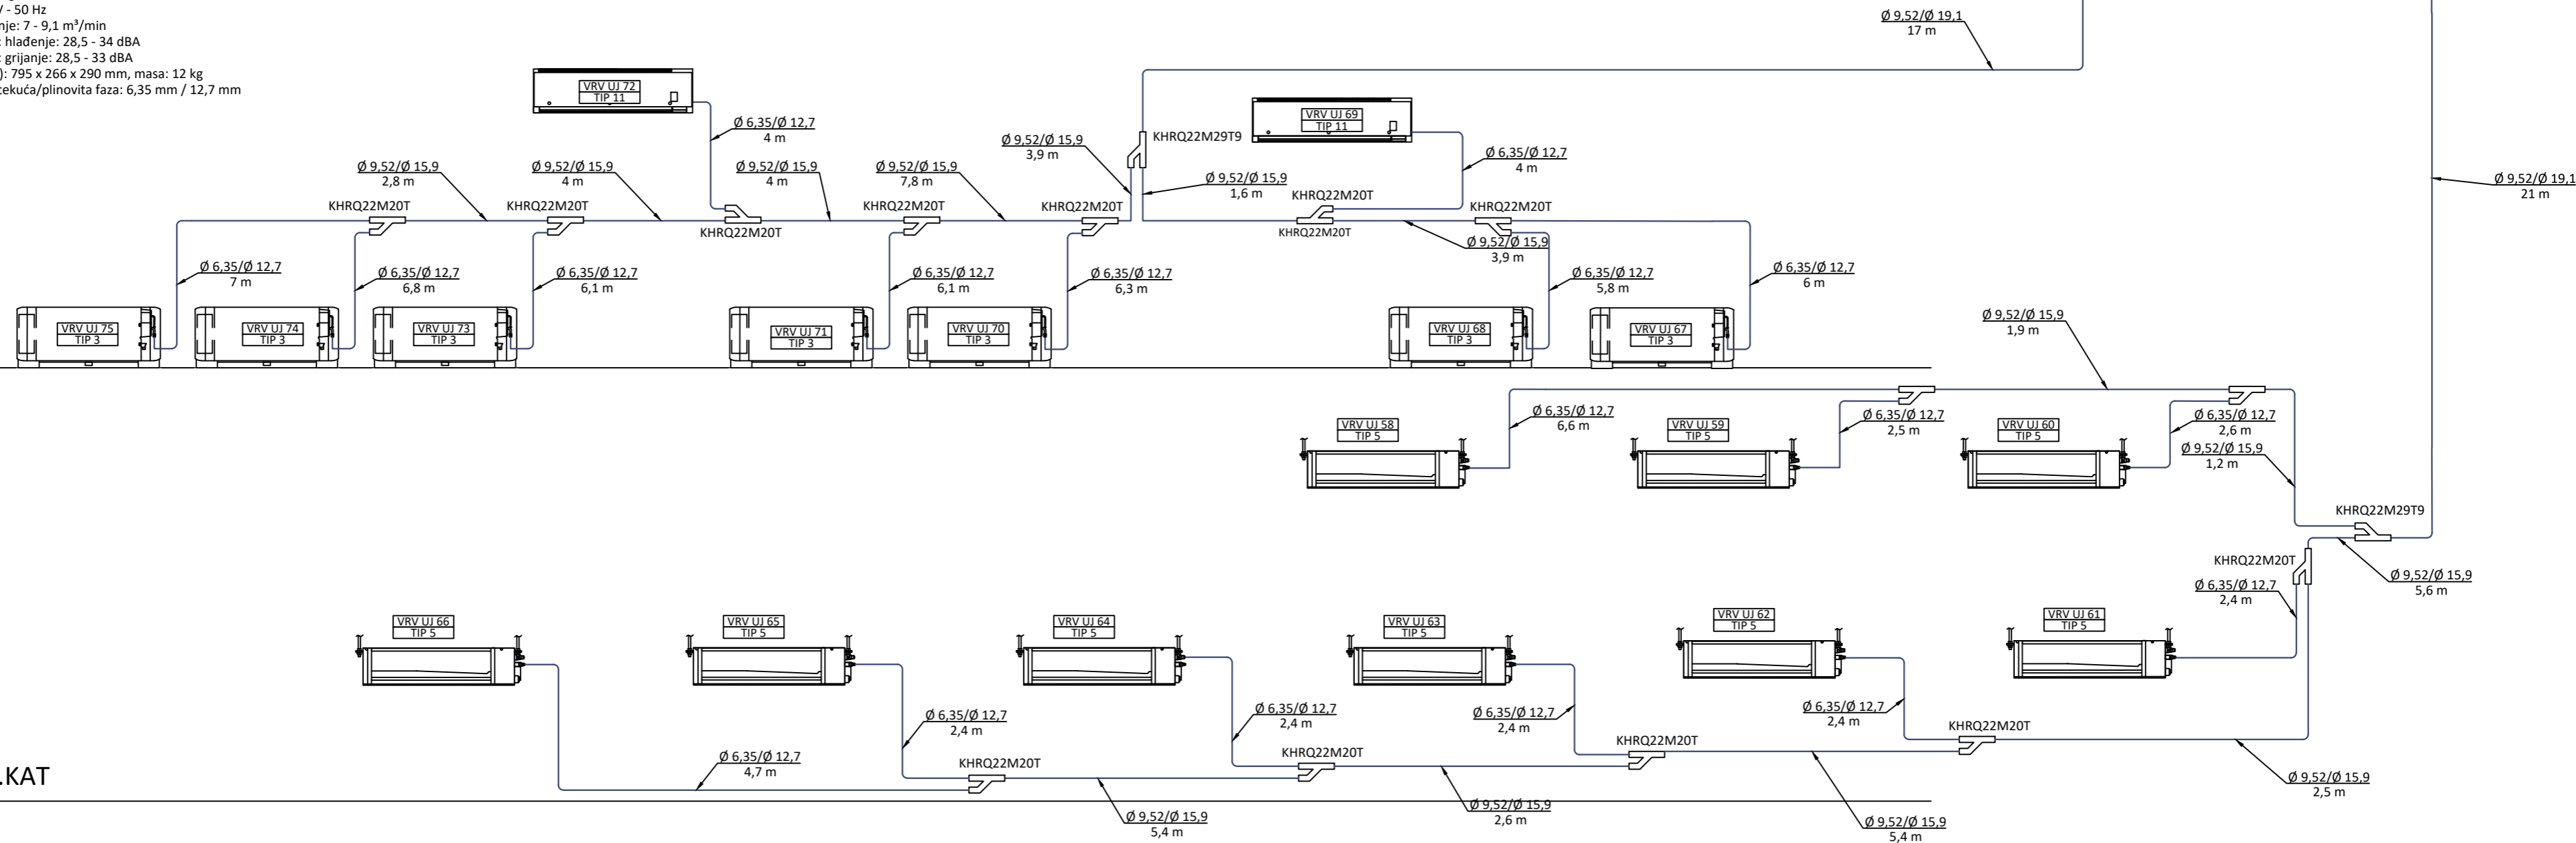 / - 50 Hz
nje: 7 - 9,1 m³/min
: hlađenje: 28,5 - 34 dBA
: grijanje: 28,5 - 33 dBA
): 795 x 266 x 290 mm, masa: 12 kg
tekuća/plinovita faza: 6,35 mm / 12,7 mm
Ø 9,52/Ø 19,1
17 m
VRV UJ 72
TIP 11
Ø 6,35/Ø 12,7
4 m
VRV UJ 69
TIP 11
KHRQ22M29T9
Ø 9,52/Ø 15,9
3,9 m
Ø 6,35/Ø 12,7
4 m
Ø 9,52/Ø 15,9
2,8 m
Ø 9,52/Ø 15,9
4 m
Ø 9,52/Ø 15,9
4 m
Ø 9,52/Ø 15,9
7,8 m
Ø 9,52/Ø 15,9
1,6 m
Ø 9,52/Ø 19,1
21 m
KHRQ22M20T
KHRQ22M20T
KHRQ22M20T
KHRQ22M20T
KHRQ22M20T
KHRQ22M20T
KHRQ22M20T
KHRQ22M20T
Ø 9,52/Ø 15,9
3,9 m
Ø 6,35/Ø 12,7
7 m
Ø 6,35/Ø 12,7
6,8 m
Ø 6,35/Ø 12,7
6,1 m
Ø 6,35/Ø 12,7
6,1 m
Ø 6,35/Ø 12,7
6,3 m
Ø 6,35/Ø 12,7
5,8 m
Ø 6,35/Ø 12,7
6 m
VRV UJ 75
TIP 3
VRV UJ 74
TIP 3
VRV UJ 73
TIP 3
VRV UJ 71
TIP 3
VRV UJ 70
TIP 3
VRV UJ 68
TIP 3
VRV UJ 67
TIP 3
Ø 9,52/Ø 15,9
1,9 m
VRV UJ 58
TIP 5
Ø 6,35/Ø 12,7
6,6 m
VRV UJ 59
TIP 5
Ø 6,35/Ø 12,7
2,5 m
VRV UJ 60
TIP 5
Ø 6,35/Ø 12,7
2,6 m
Ø 9,52/Ø 15,9
1,2 m
KHRQ22M29T9
KHRQ22M20T
Ø 9,52/Ø 15,9
5,6 m
Ø 6,35/Ø 12,7
2,4 m
VRV UJ 66
TIP 5
VRV UJ 65
TIP 5
VRV UJ 64
TIP 5
VRV UJ 63
TIP 5
VRV UJ 62
TIP 5
VRV UJ 61
TIP 5
Ø 6,35/Ø 12,7
2,4 m
Ø 6,35/Ø 12,7
2,4 m
Ø 6,35/Ø 12,7
2,4 m
Ø 6,35/Ø 12,7
2,4 m
KHRQ22M20T
KHRQ22M20T
KHRQ22M20T
KHRQ22M20T
Ø 6,35/Ø 12,7
4,7 m
.KAT
Ø 9,52/Ø 15,9
2,5 m
Ø 9,52/Ø 15,9
5,4 m
Ø 9,52/Ø 15,9
2,6 m
Ø 9,52/Ø 15,9
5,4 m